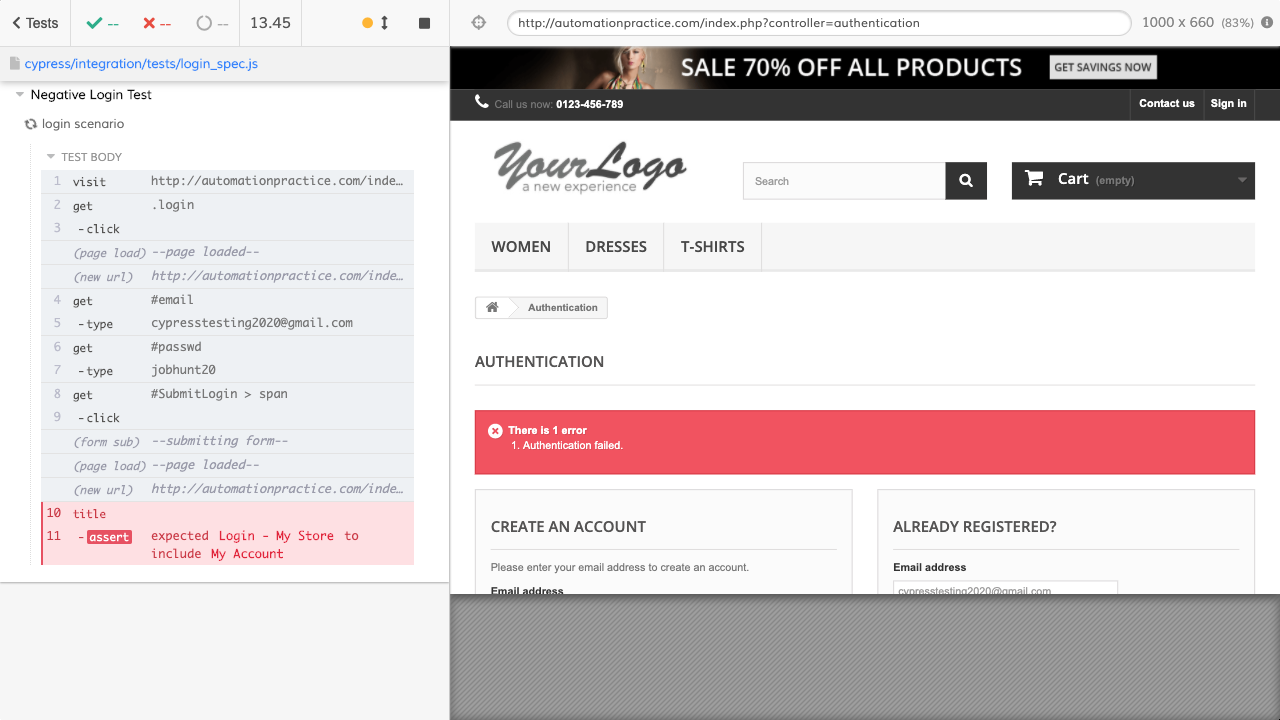 Tests -- -- -- 13.45
cypress/integration/tests/login_spec.js
Negative Login Test
login scenario
TEST BODY
1 visit http://automationpractice.com/inde…
2 get .login
3 -click
(page load) --page loaded--
(new url) http://automationpractice.com/inde…
4 get #email
5 -type cypresstesting2020@gmail.com
6 get #passwd
7 -type jobhunt20
8 get #SubmitLogin > span
9 -click
(form sub) --submitting form--
(page load) --page loaded--
(new url) http://automationpractice.com/inde…
10 title
11 -assert expected Login - My Store to
include My Account
http://automationpractice.com/index.php?controller=authentication 1000 x 660 (83%)
SALE 70% OFF ALL PRODUCTS GET SAVINGS NOW
Call us now: 0123-456-789 Contact us Sign in
YourLogo
a new experience
Search
Cart (empty)
WOMEN DRESSES T-SHIRTS
Authentication
AUTHENTICATION
There is 1 error
1. Authentication failed.
CREATE AN ACCOUNT
Please enter your email address to create an account.
Email address
ALREADY REGISTERED?
Email address
cypresstesting2020@gmail.com